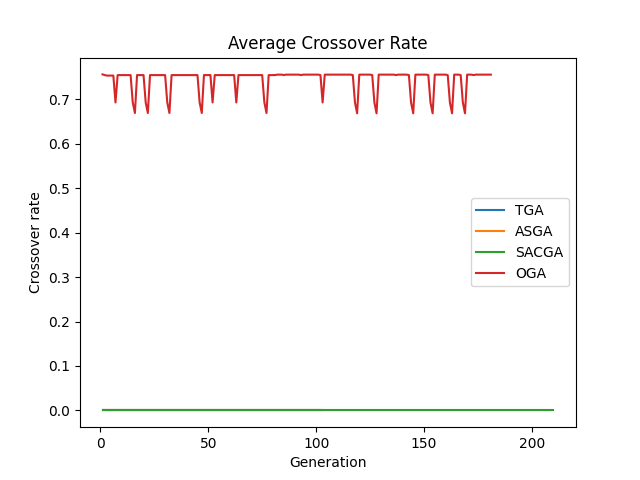 Average Crossover Rate
Crossover rate
0.7
0.6
0.5
0.4
0.3
0.2
0.1
0.0
TGA
ASGA
SACGA
OGA
0 50 100 150 200
Generation